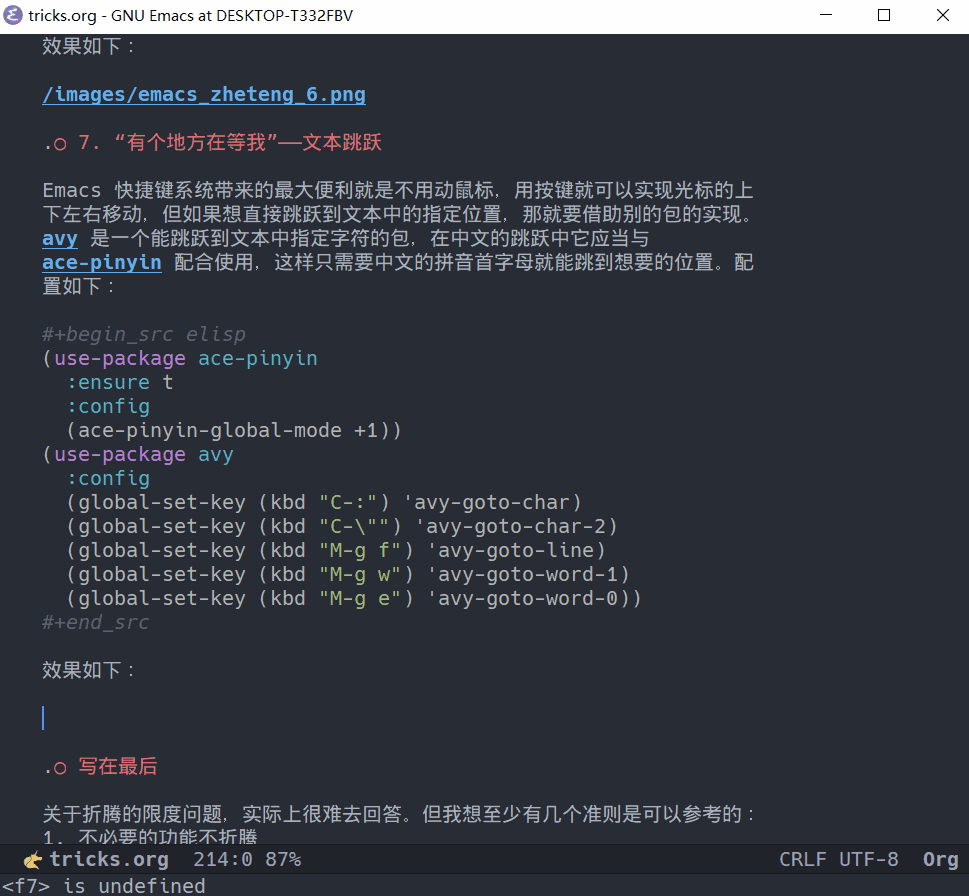 tricks.org - GNU Emacs at DESKTOP-T332FBV
效果如下：
/images/emacs_zheteng_6.png
.○ 7. “有个地方在等我”——文本跳跃
Emacs 快捷键系统带来的最大便利就是不用动鼠标，用按键就可以实现光标的上
下左右移动，但如果想直接跳跃到文本中的指定位置，那就要借助别的包的实现。
avy 是一个能跳跃到文本中指定字符的包，在中文的跳跃中它应当与
ace-pinyin 配合使用，这样只需要中文的拼音首字母就能跳到想要的位置。配
置如下：
#+begin_src elisp
(use-package ace-pinyin
  :ensure t
  :config
  (ace-pinyin-global-mode +1))
(use-package avy
  :config
  (global-set-key (kbd "C-:") 'avy-goto-char)
  (global-set-key (kbd "C-\"") 'avy-goto-char-2)
  (global-set-key (kbd "M-g f") 'avy-goto-line)
  (global-set-key (kbd "M-g w") 'avy-goto-word-1)
  (global-set-key (kbd "M-g e") 'avy-goto-word-0))
#+end_src
效果如下：
.○ 写在最后
关于折腾的限度问题，实际上很难去回答。但我想至少有几个准则是可以参考的：
1. 不必要的功能不折腾
tricks.org 214:0 87% CRLF UTF-8 Org
<f7> is undefined